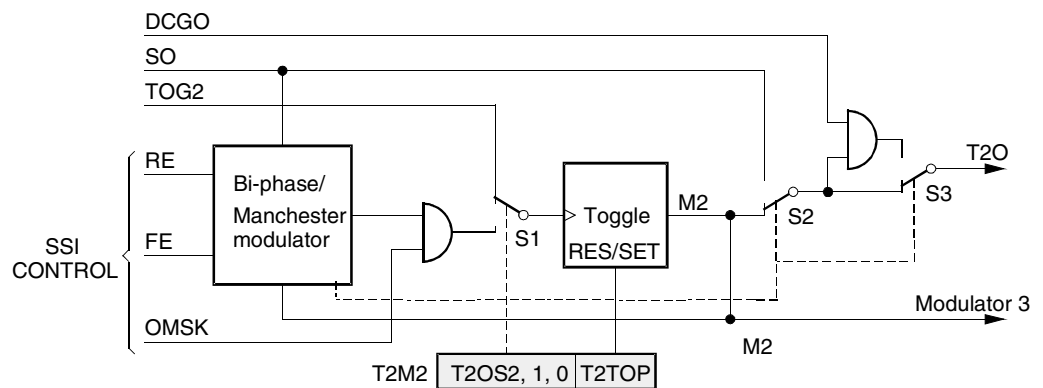 DCGO
SO
TOG2
RE
Bi-phase/
Manchester
modulator
FE
SSI
CONTROL
OMSK
S1
Toggle
RES/SET
M2
S2
S3
T2O
Modulator 3
M2
T2M2
T2OS2, 1, 0
T2TOP